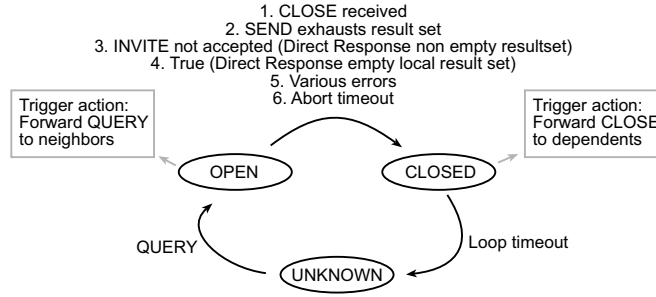 1. CLOSE received
2. SEND exhausts result set
3. INVITE not accepted (Direct Response non empty resultset)
4. True (Direct Response empty local result set)
5. Various errors
6. Abort timeout
Trigger action:
Forward QUERY
to neighbors
Trigger action:
Forward CLOSE
to dependents
OPEN
CLOSED
QUERY
Loop timeout
UNKNOWN